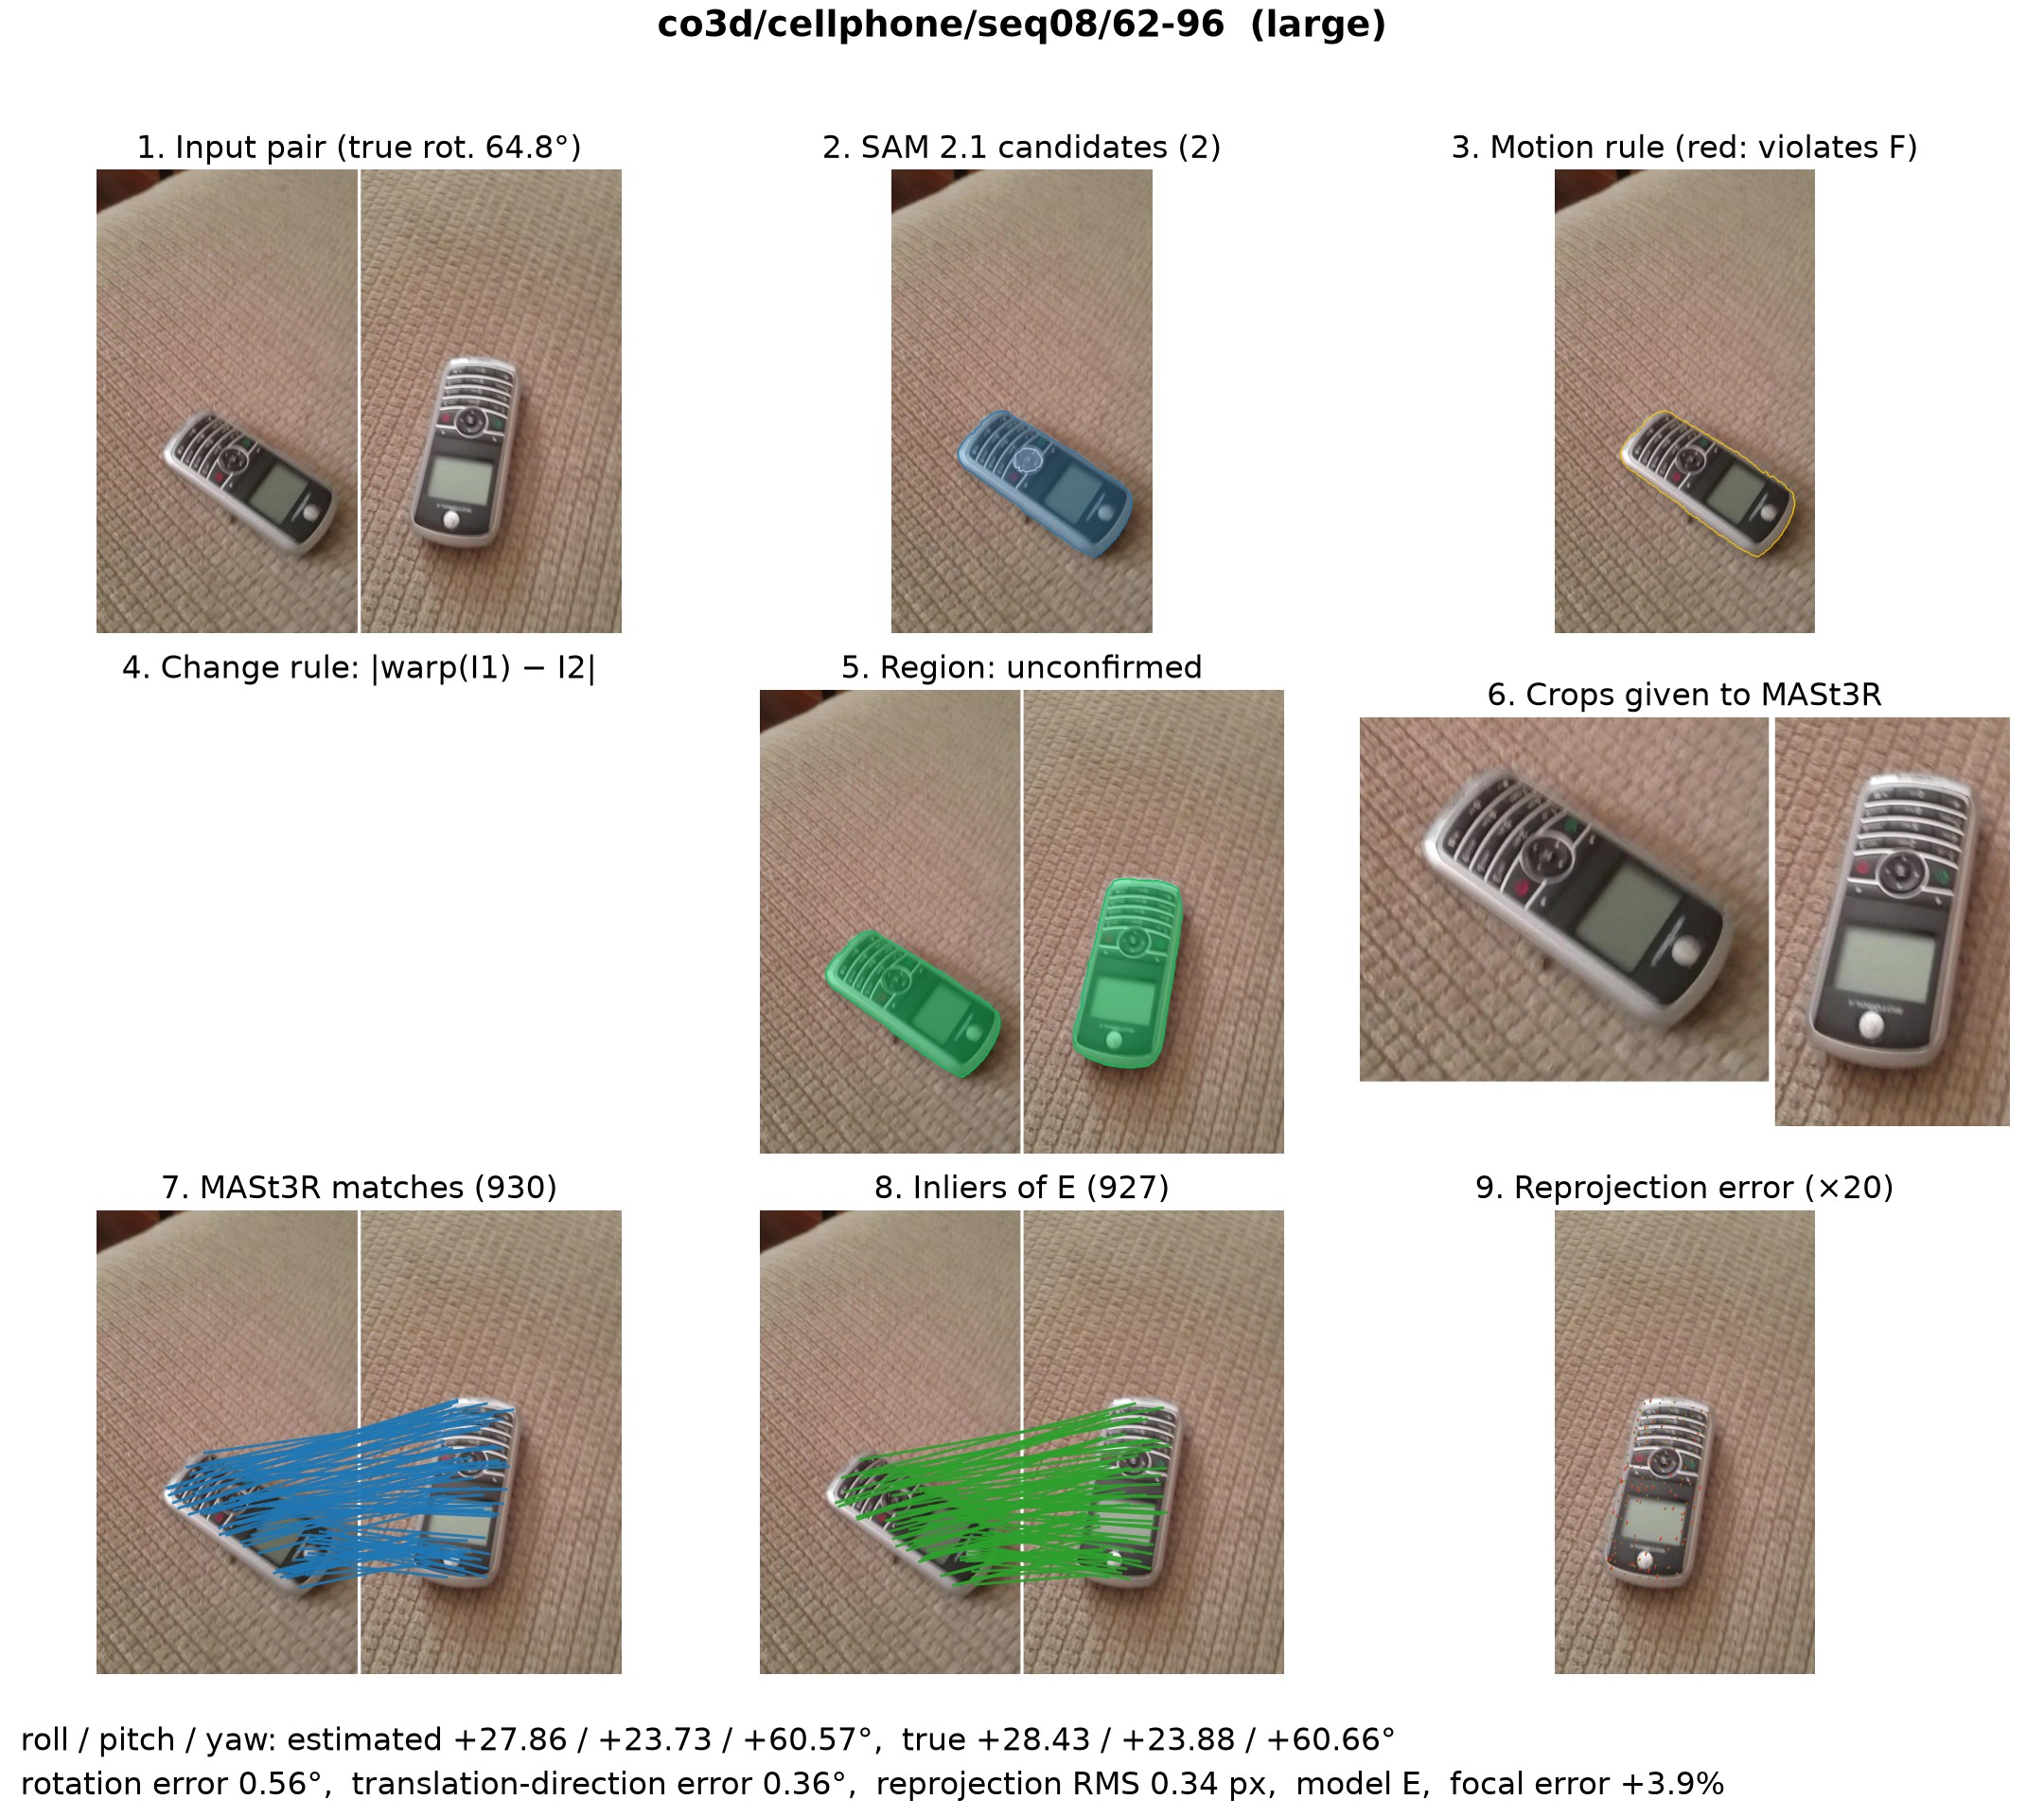 co3d/cellphone/seq08/62-96 (large)
1. Input pair (true rot. 64.8°)
2. SAM 2.1 candidates (2)
3. Motion rule (red: violates F)
4. Change rule: |warp(I1) − I2|
5. Region: unconfirmed
6. Crops given to MASt3R
MOTOROLA
7. MASt3R matches (930)
8. Inliers of E (927)
9. Reprojection error (×20)
roll / pitch / yaw: estimated +27.86 / +23.73 / +60.57°, true +28.43 / +23.88 / +60.66°
rotation error 0.56°, translation-direction error 0.36°, reprojection RMS 0.34 px, model E, focal error +3.9%